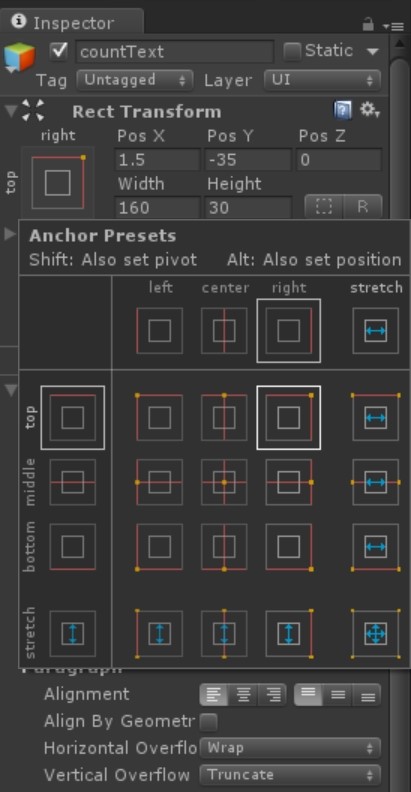 Inspector
countText Static
Tag Untagged Layer UI
Rect Transform
right Pos X Pos Y Pos Z
top 1.5 -35 0
Width Height
160 30 R
Anchor Presets
Shift: Also set pivot Alt: Also set position
left center right stretch
top
middle
bottom
stretch
Paragraph
Alignment
Align By Geometr
Horizontal Overflo Wrap
Vertical Overflow Truncate